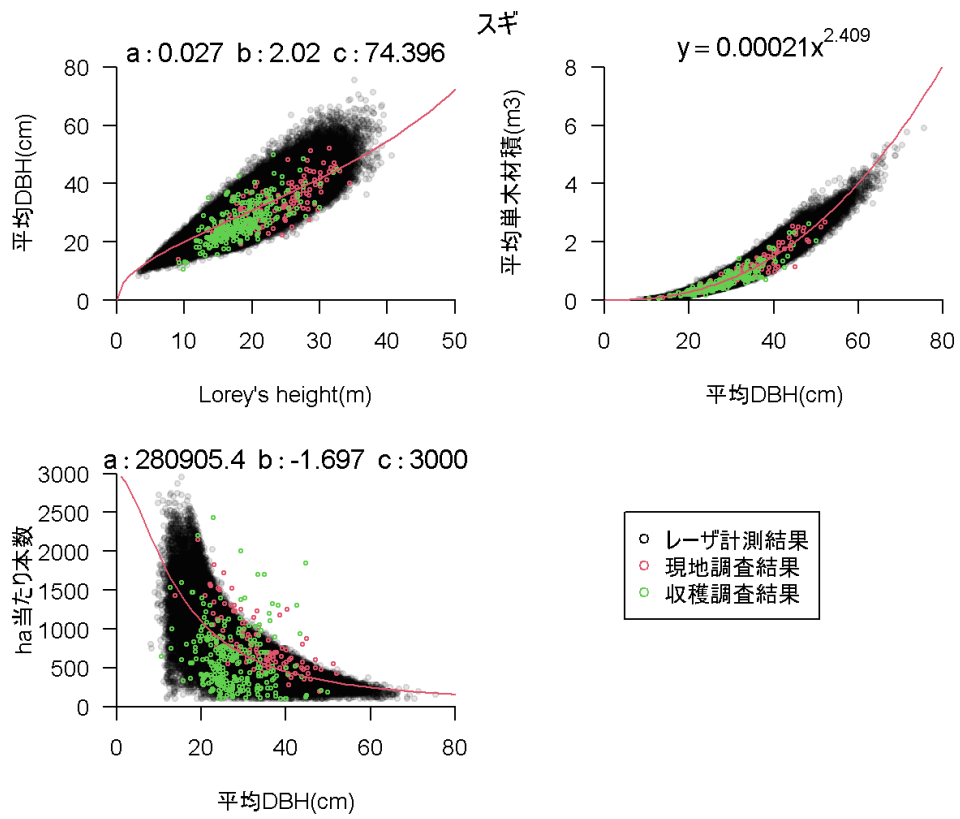 スギ
a : 0.027 b : 2.02 c : 74.396
平均DBH(cm)
80
60
40
20
0
0 10 20 30 40 50
Lorey's height(m)
y = 0.00021x^2.409
平均単木材積(m3)
8
6
4
2
0
0 20 40 60 80
平均DBH(cm)
a : 280905.4 b : -1.697 c : 3000
ha当たり本数
3000
2500
2000
1500
1000
500
0
0 20 40 60 80
平均DBH(cm)
レーザ計測結果
現地調査結果
収穫調査結果